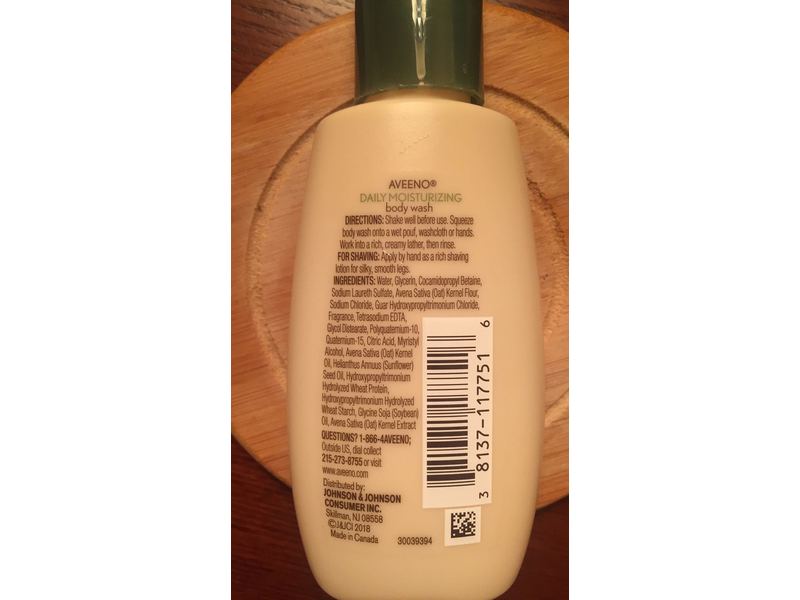 AVEENO®
DAILY MOISTURIZING
body wash
DIRECTIONS: Shake well before use. Squeeze
body wash onto a wet pouf, washcloth or hands.
Work into a rich, creamy lather, then rinse.
FOR SHAVING: Apply by hand as a rich shaving
lotion for silky, smooth legs.
INGREDIENTS: Water, Glycerin, Cocamidopropyl Betaine,
Sodium Laureth Sulfate, Avena Sativa (Oat) Kernel Flour,
Sodium Chloride, Guar Hydroxypropyltrimonium Chloride,
Fragrance, Tetrasodium EDTA,
Glycol Distearate, Polyquaternium-10,
Quaternium-15, Citric Acid, Myristyl
Alcohol, Avena Sativa (Oat) Kernel
Oil, Helianthus Annuus (Sunflower)
Seed Oil, Hydroxypropyltrimonium
Hydrolyzed Wheat Protein,
Hydroxypropyltrimonium Hydrolyzed
Wheat Starch, Glycine Soja (Soybean)
Oil, Avena Sativa (Oat) Kernel Extract
QUESTIONS? 1-866-4AVEENO;
Outside US, dial collect
215-273-8755 or visit
www.aveeno.com
Distributed by:
JOHNSON & JOHNSON
CONSUMER INC.
Skillman, NJ 08558
©J&JCI 2018
Made in Canada
30039394
3 8137-117751 6